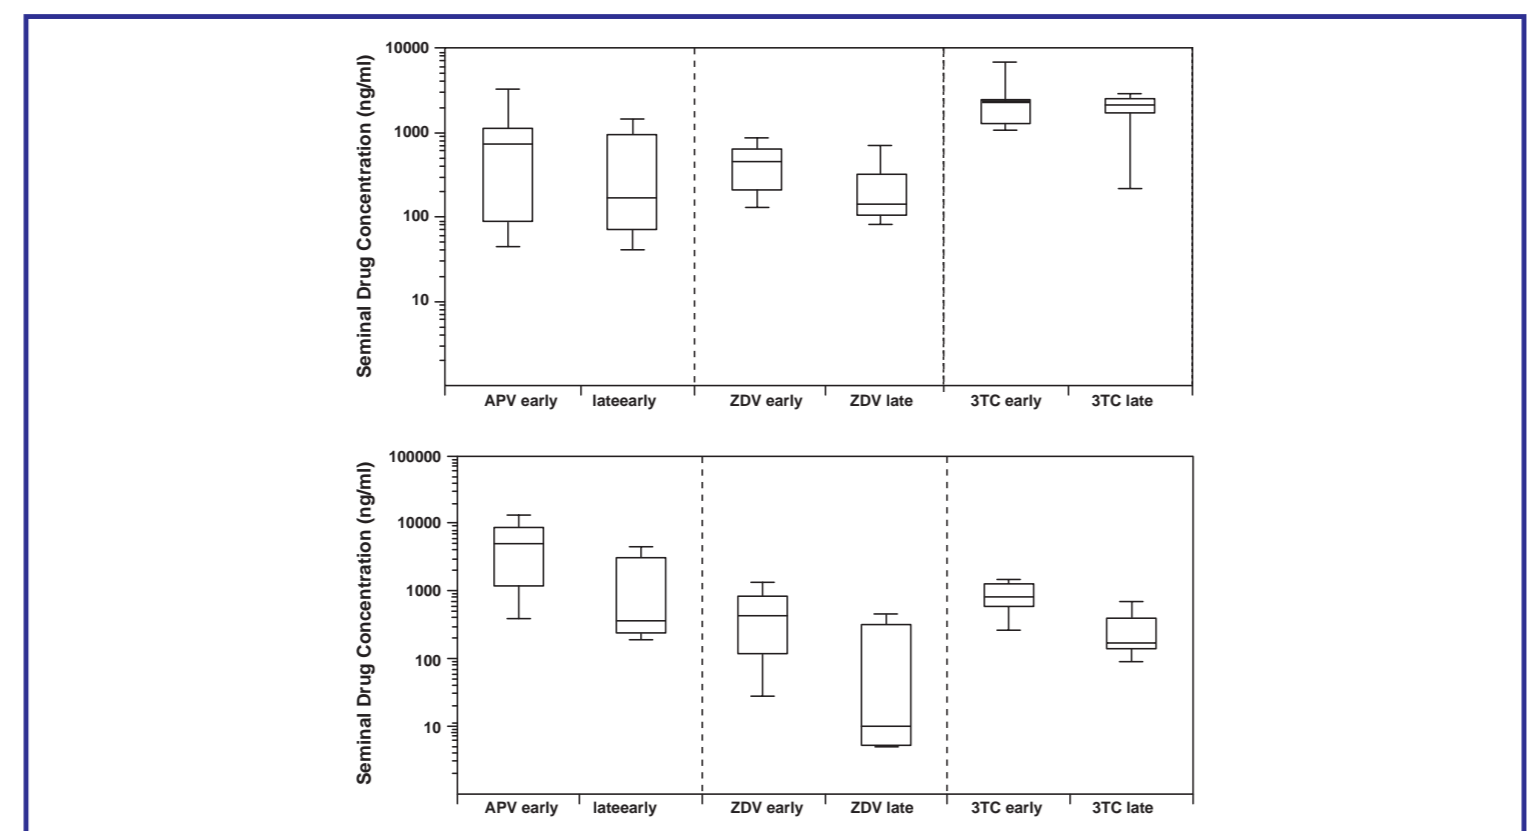 Seminal Drug Concentration (ng/ml)
10000
1000
100
10
APV early lateearly ZDV early ZDV late 3TC early 3TC late
Seminal Drug Concentration (ng/ml)
100000
10000
1000
100
10
APV early lateearly ZDV early ZDV late 3TC early 3TC late